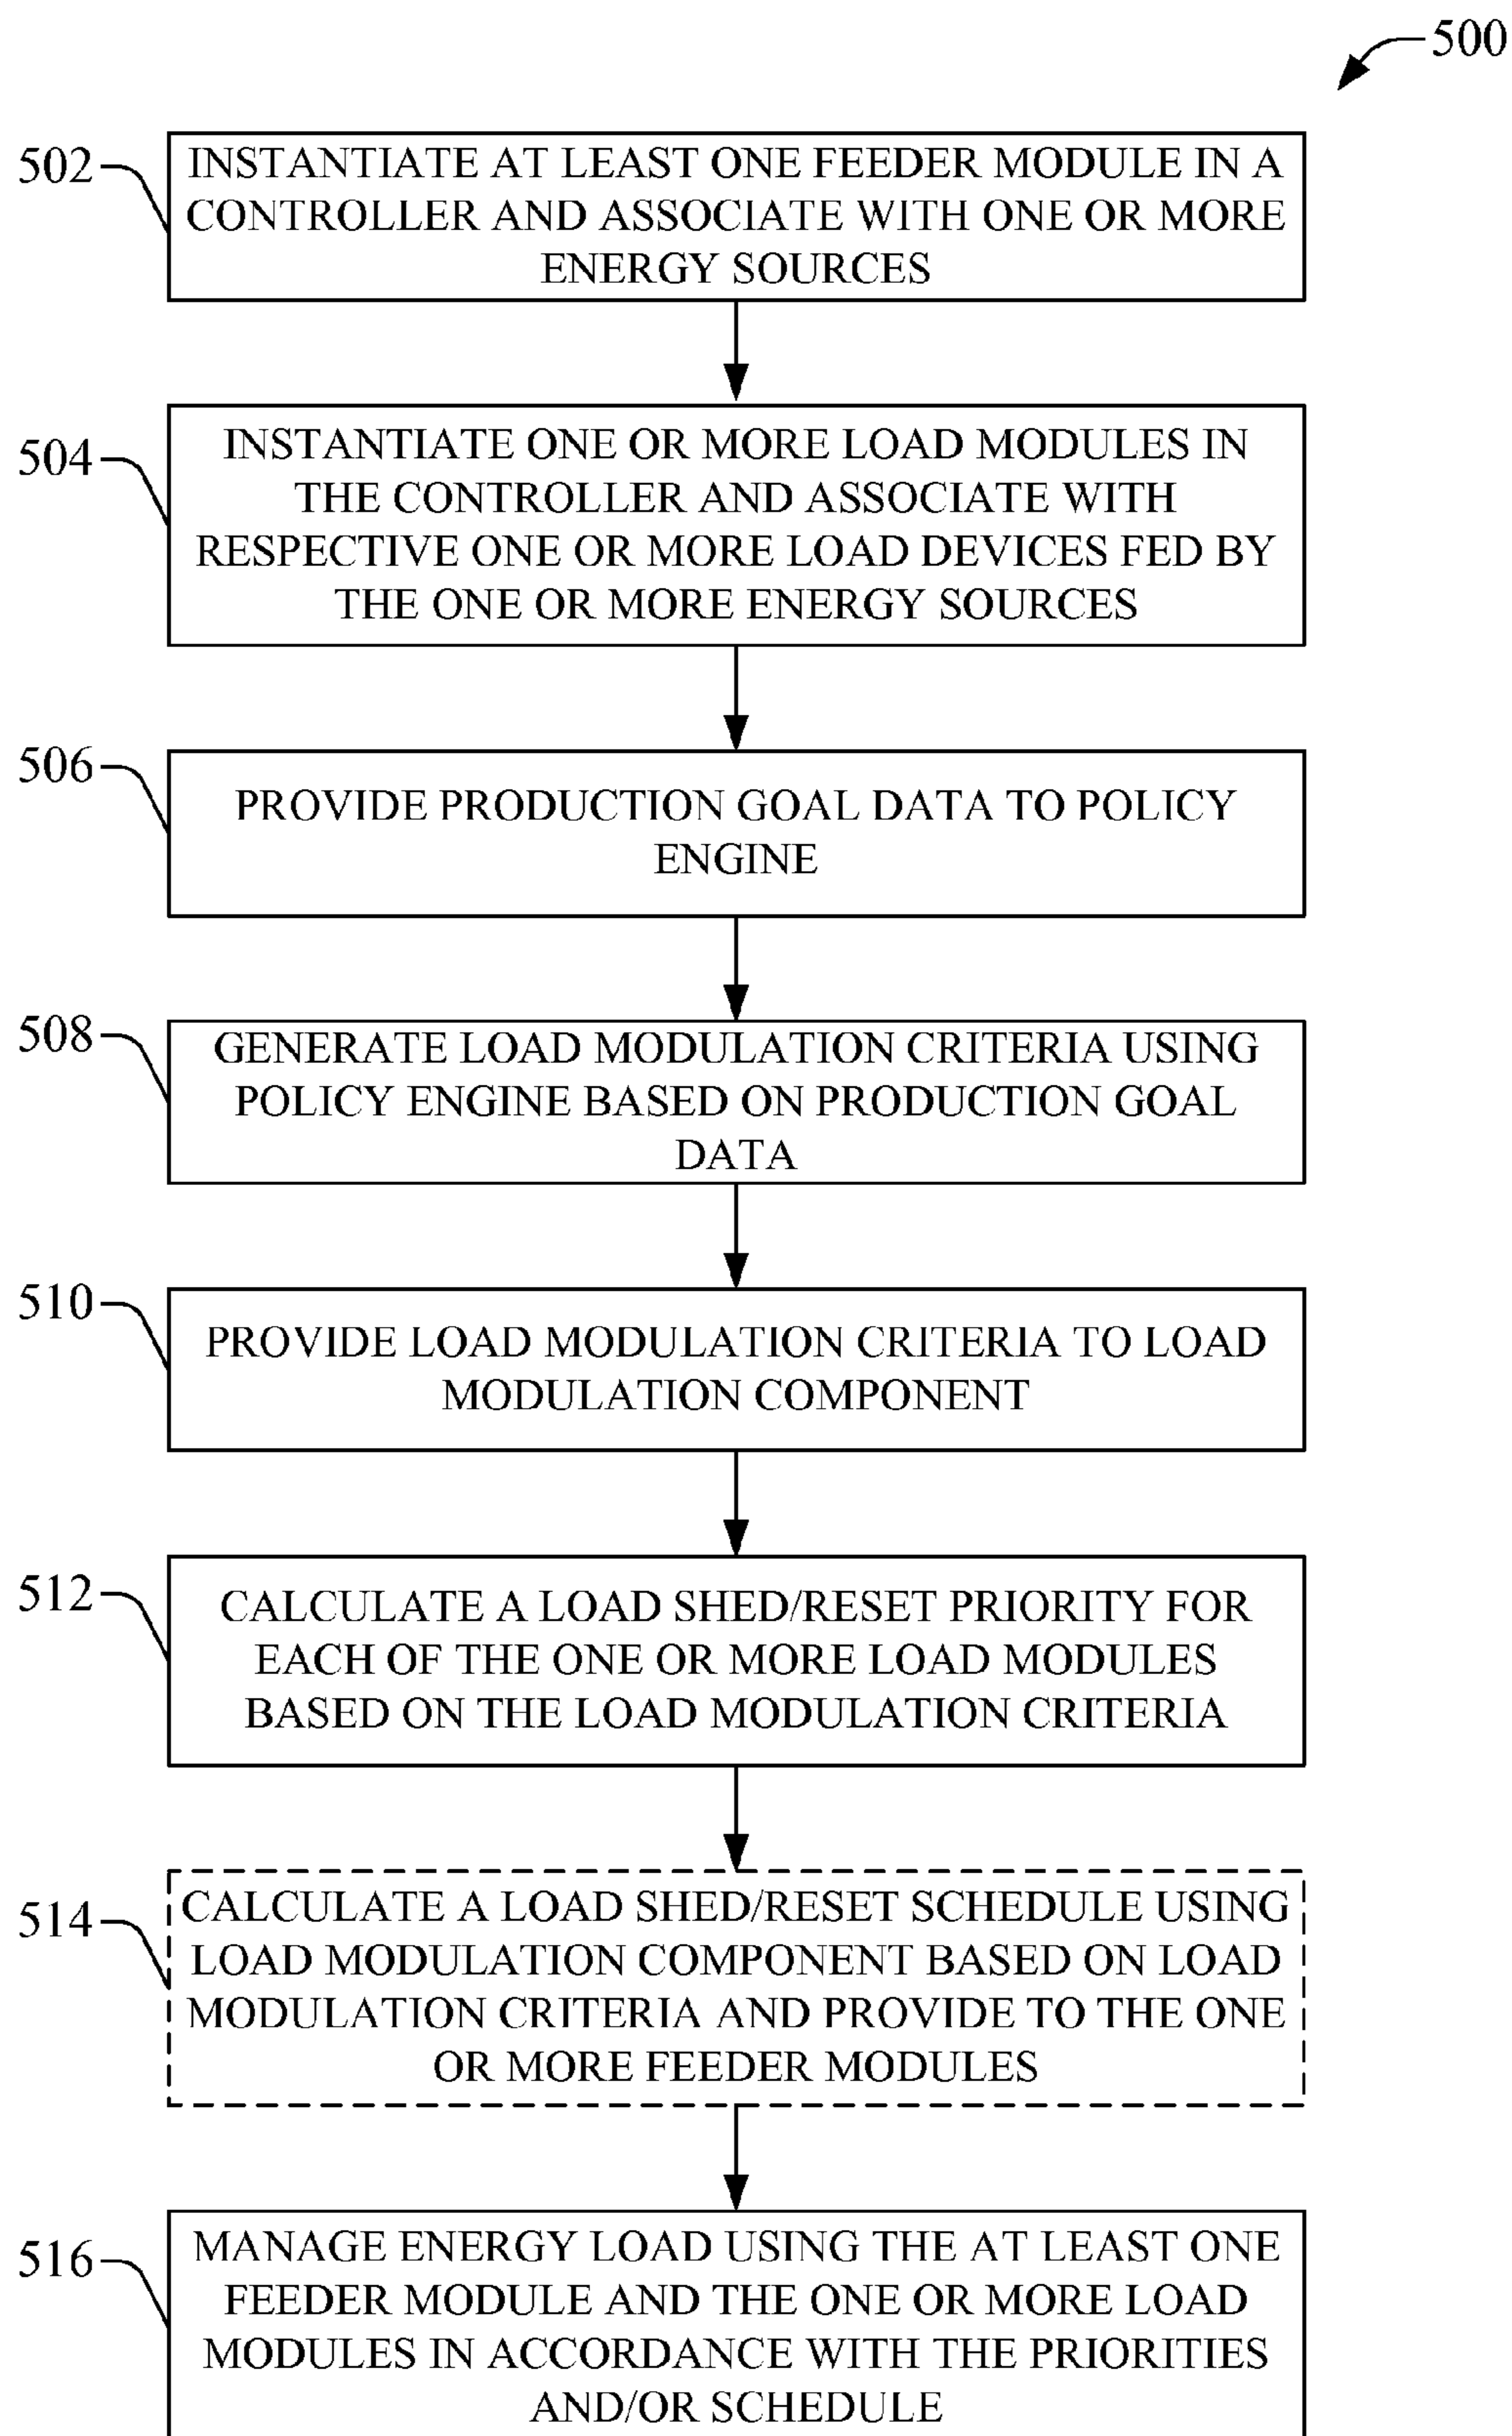 500
502
INSTANTIATE AT LEAST ONE FEEDER MODULE IN A
CONTROLLER AND ASSOCIATE WITH ONE OR MORE
ENERGY SOURCES
504
INSTANTIATE ONE OR MORE LOAD MODULES IN
THE CONTROLLER AND ASSOCIATE WITH
RESPECTIVE ONE OR MORE LOAD DEVICES FED BY
THE ONE OR MORE ENERGY SOURCES
506
PROVIDE PRODUCTION GOAL DATA TO POLICY
ENGINE
508
GENERATE LOAD MODULATION CRITERIA USING
POLICY ENGINE BASED ON PRODUCTION GOAL
DATA
510
PROVIDE LOAD MODULATION CRITERIA TO LOAD
MODULATION COMPONENT
512
CALCULATE A LOAD SHED/RESET PRIORITY FOR
EACH OF THE ONE OR MORE LOAD MODULES
BASED ON THE LOAD MODULATION CRITERIA
514
CALCULATE A LOAD SHED/RESET SCHEDULE USING
LOAD MODULATION COMPONENT BASED ON LOAD
MODULATION CRITERIA AND PROVIDE TO THE ONE
OR MORE FEEDER MODULES
516
MANAGE ENERGY LOAD USING THE AT LEAST ONE
FEEDER MODULE AND THE ONE OR MORE LOAD
MODULES IN ACCORDANCE WITH THE PRIORITIES
AND/OR SCHEDULE